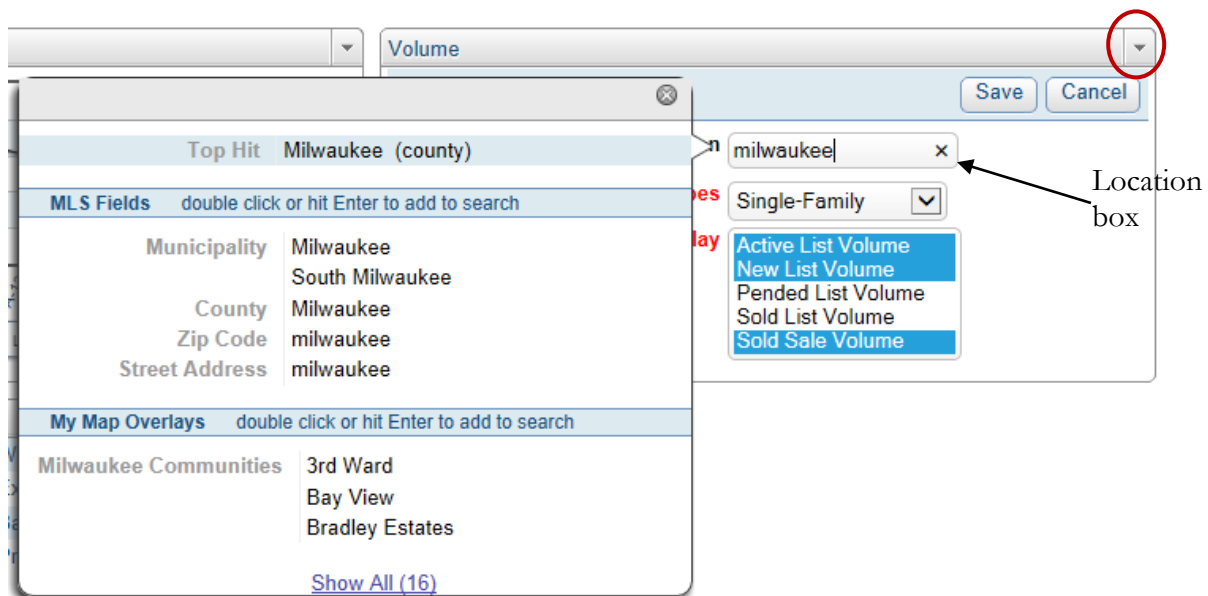 Volume
Save Cancel
Top Hit Milwaukee (county)
milwaukee
MLS Fields double click or hit Enter to add to search
Single-Family
Location
box
Municipality Milwaukee
South Milwaukee
County Milwaukee
Zip Code milwaukee
Street Address milwaukee
Active List Volume
New List Volume
Pended List Volume
Sold List Volume
Sold Sale Volume
My Map Overlays double click or hit Enter to add to search
Milwaukee Communities 3rd Ward
Bay View
Bradley Estates
Show All (16)